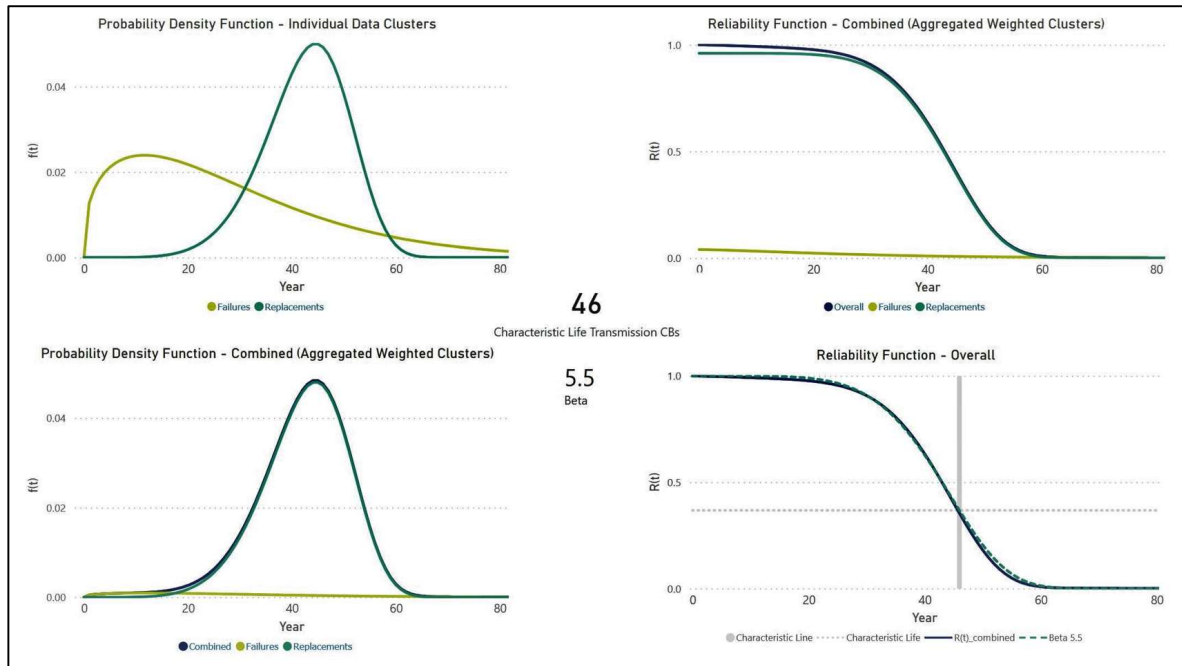 Probability Density Function - Individual Data Clusters
0.04
0.02
0.00
f(t)
0 20 40 60 80
Year
Failures Replacements
Reliability Function - Combined (Aggregated Weighted Clusters)
1.0
0.5
0.0
R(t)
0 20 40 60 80
Year
Overall Failures Replacements
46
Characteristic Life Transmission CBs
5.5
Beta
Probability Density Function - Combined (Aggregated Weighted Clusters)
0.04
0.02
0.00
f(t)
0 20 40 60 80
Year
Combined Failures Replacements
Reliability Function - Overall
1.0
0.5
0.0
R(t)
0 20 40 60 80
Year
Characteristic Line Characteristic Life R(t)_combined Beta 5.5